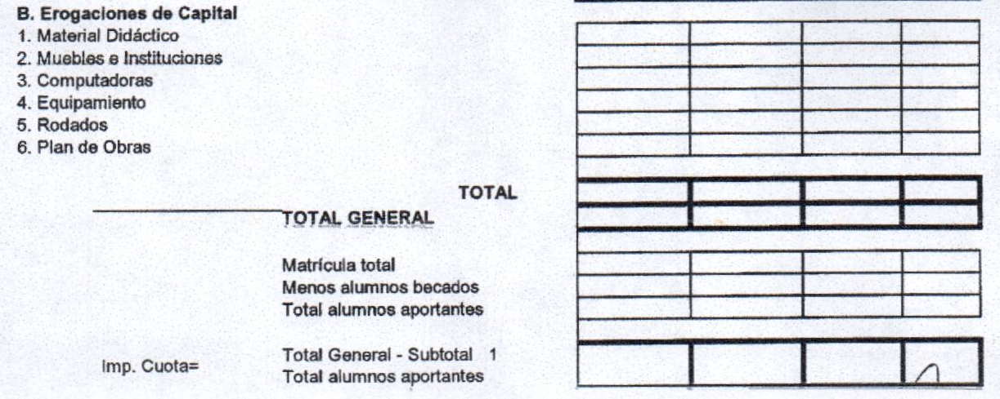 B. Erogaciones de Capital
1. Material Didáctico
2. Muebles e Instituciones
3. Computadoras
4. Equipamiento
5. Rodados
6. Plan de Obras
TOTAL
TOTAL GENERAL
Matrícula total
Menos alumnos becados
Total alumnos aportantes
Imp. Cuota=
Total General - Subtotal 1
Total alumnos aportantes